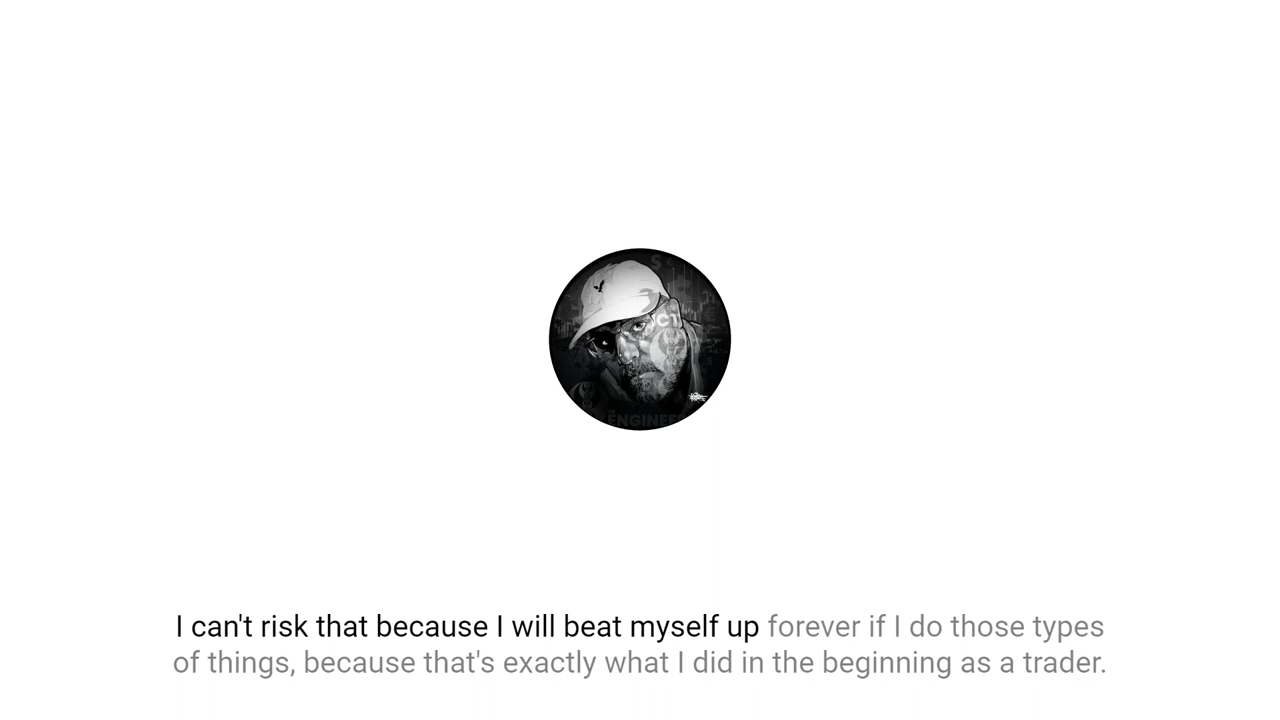 I can't risk that because I will beat myself up forever if I do those types
of things, because that's exactly what I did in the beginning as a trader.